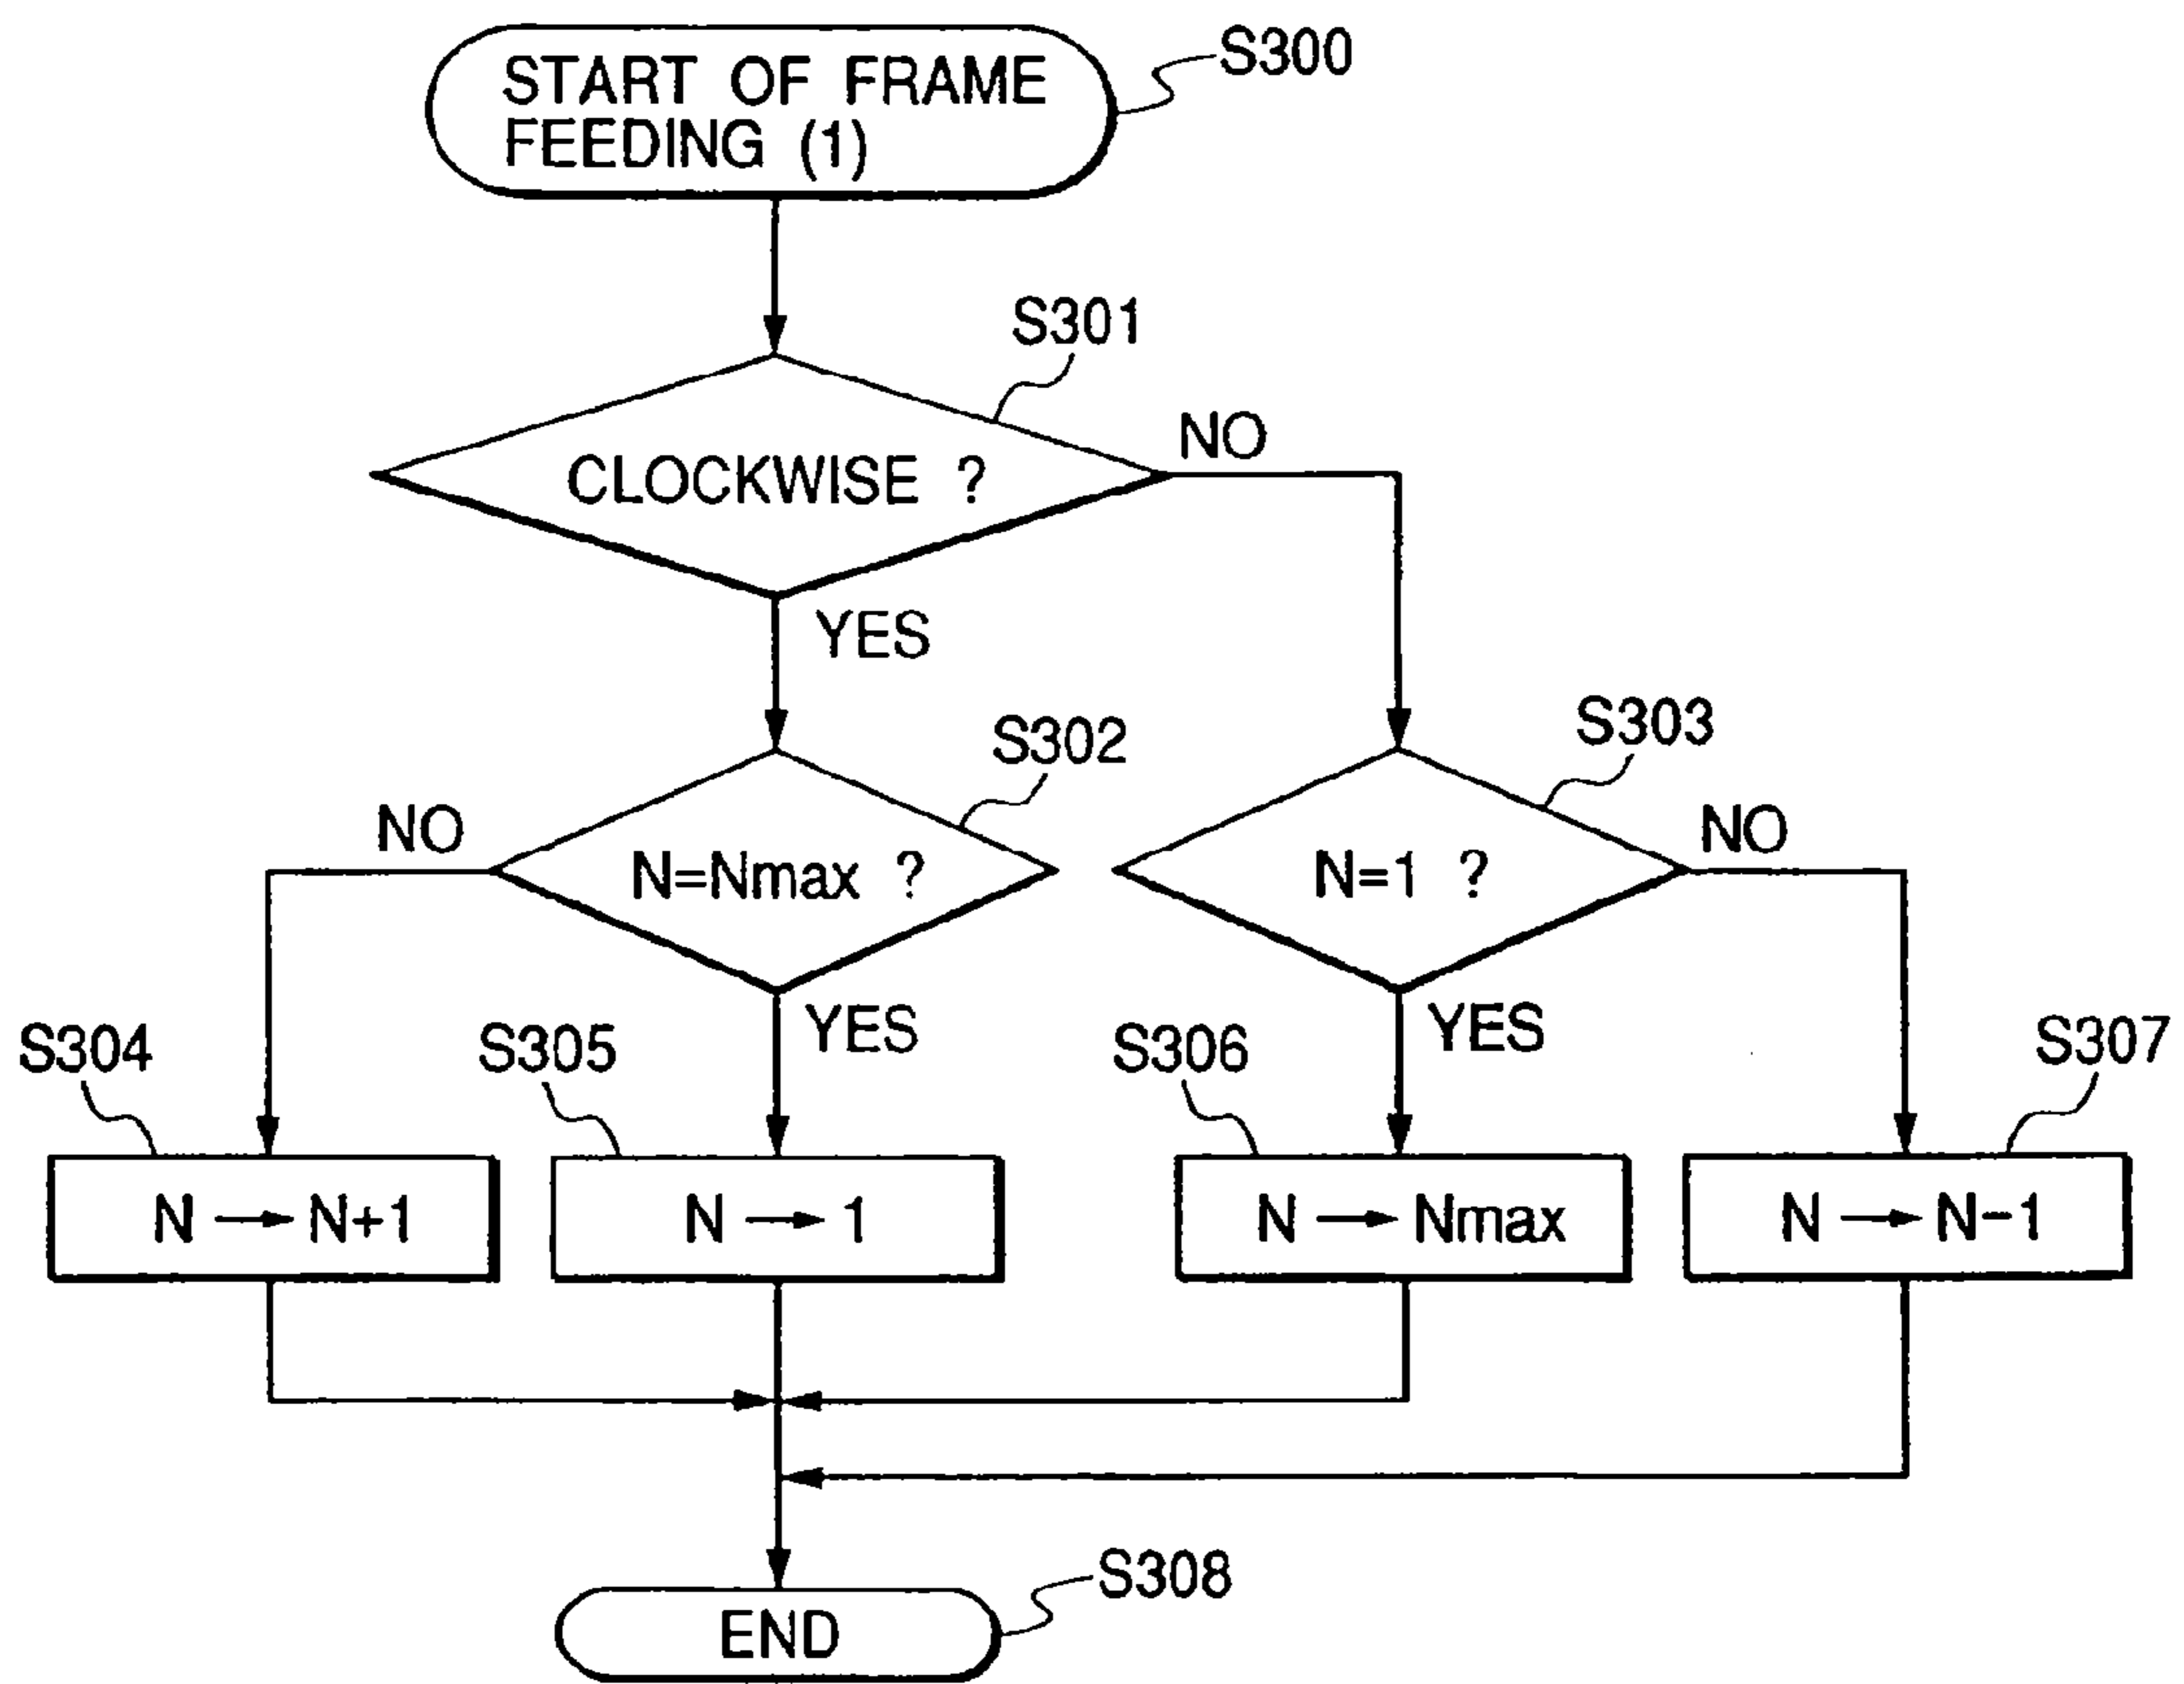 START OF FRAME
FEEDING (1)
S300
S301
CLOCKWISE ?
NO
YES
S302
S303
NO
N=Nmax ?
N=1 ?
NO
YES
YES
S304
S305
S306
S307
N → N+1
N → 1
N → Nmax
N → N-1
S308
END